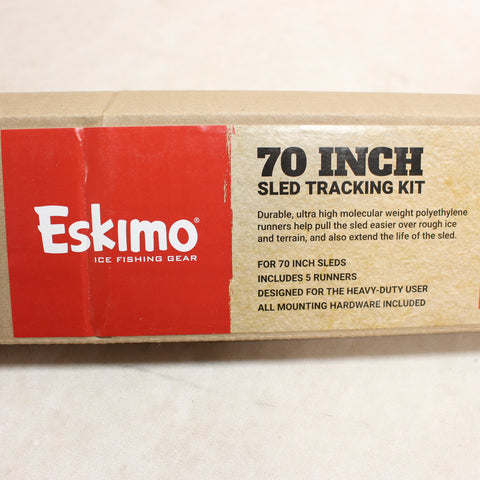 Eskimo®
ICE FISHING GEAR
70 INCH
SLED TRACKING KIT
Durable, ultra high molecular weight polyethylene
runners help pull the sled easier over rough ice
and terrain, and also extend the life of the sled.
FOR 70 INCH SLEDS
INCLUDES 5 RUNNERS
DESIGNED FOR THE HEAVY-DUTY USER
ALL MOUNTING HARDWARE INCLUDED